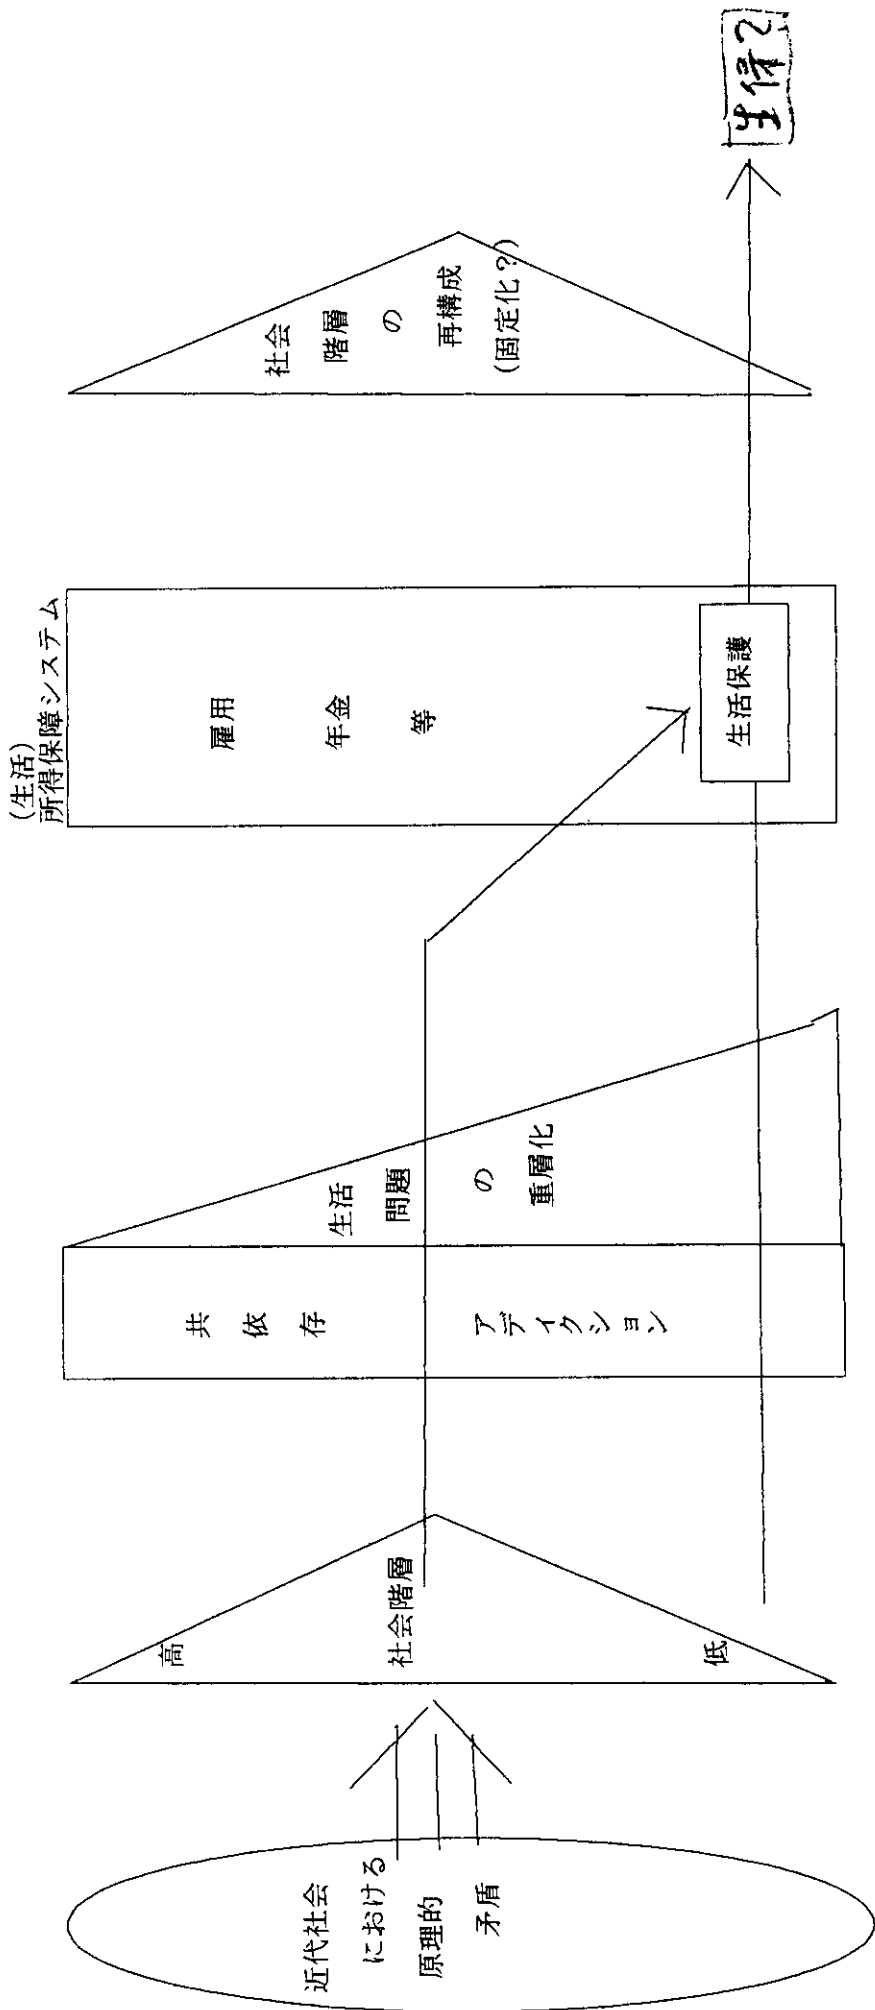 近代社会
における
原理的
矛盾
高
社会階層
低
共依存
アディクション
生活
問題
の
重層化
(生活)
所得保障システム
雇用
年金
等
生活保護
社会
階層
の
再構成
(固定化?)
生保2